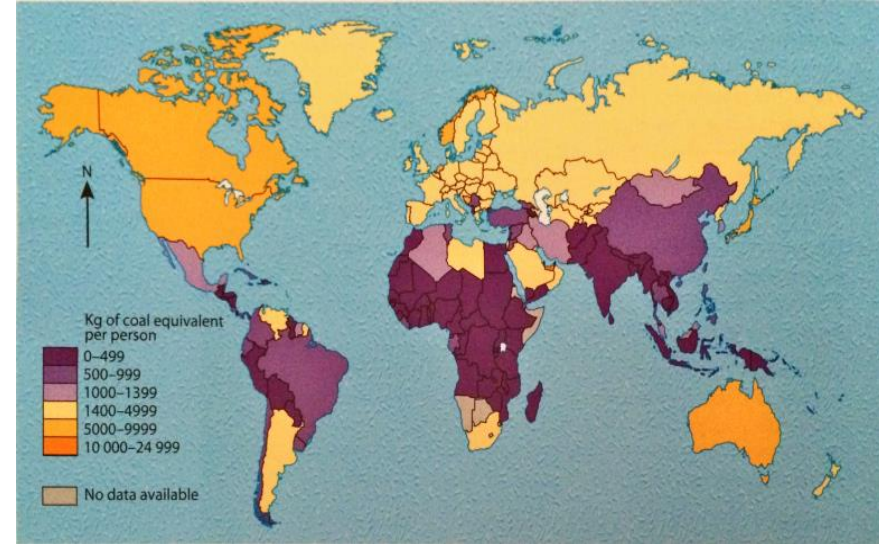 N
Kg of coal equivalent
per person
0–499
500–999
1000–1399
1400–4999
5000–9999
10 000–24 999
No data available